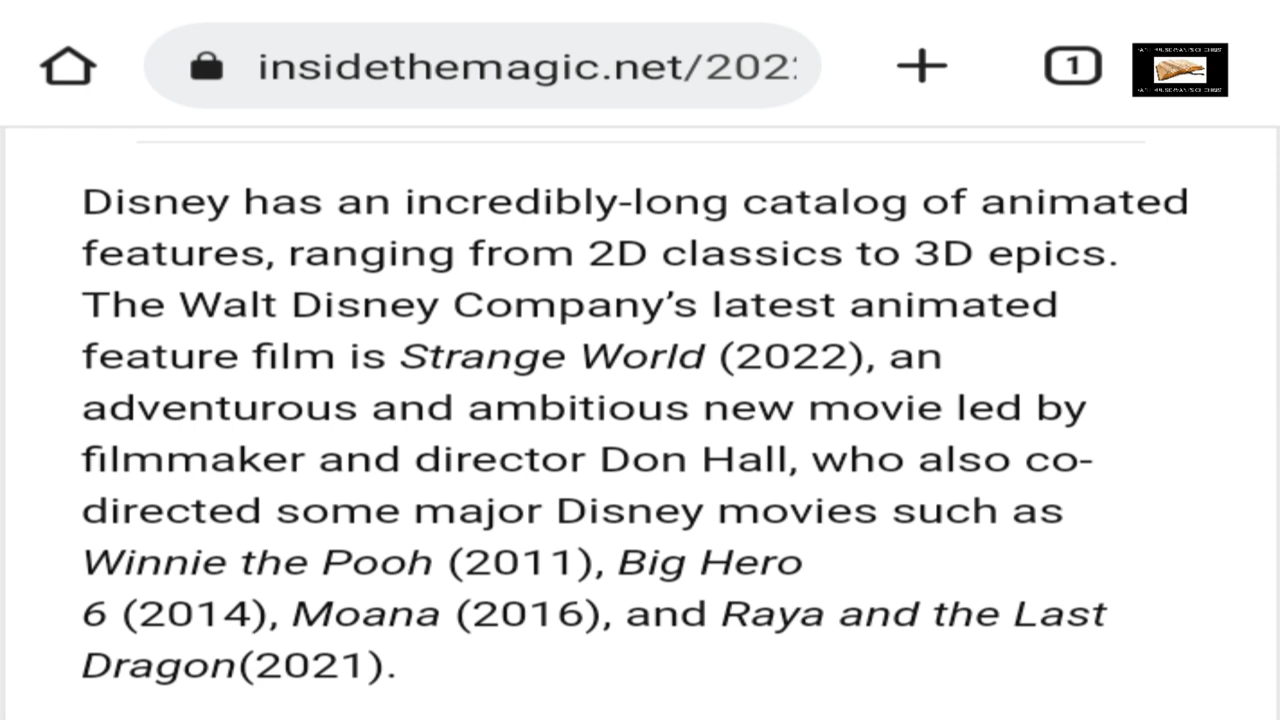 insidethemagic.net/202
1
Disney has an incredibly-long catalog of animated
features, ranging from 2D classics to 3D epics.
The Walt Disney Company’s latest animated
feature film is Strange World (2022), an
adventurous and ambitious new movie led by
filmmaker and director Don Hall, who also co-
directed some major Disney movies such as
Winnie the Pooh (2011), Big Hero
6 (2014), Moana (2016), and Raya and the Last
Dragon(2021).